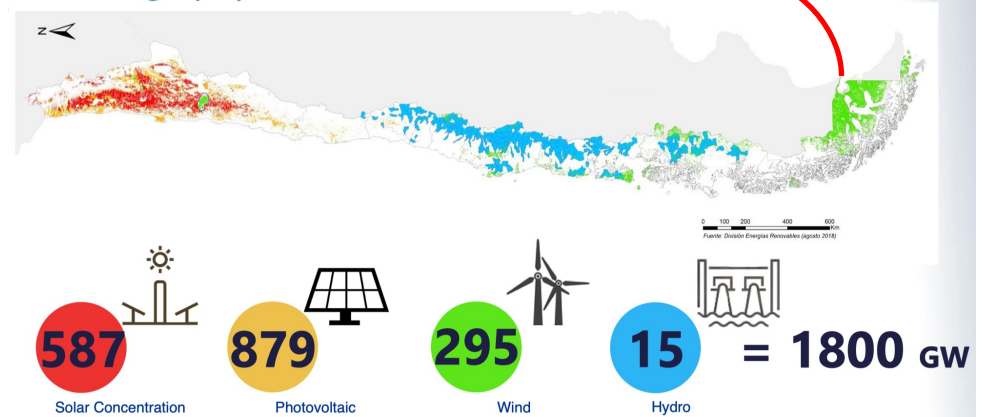 N
0 100 200 400 600
Km
Fuente: División Energías Renovables (agosto 2018)
587
879
295
15
= 1800 GW
Solar Concentration
Photovoltaic
Wind
Hydro